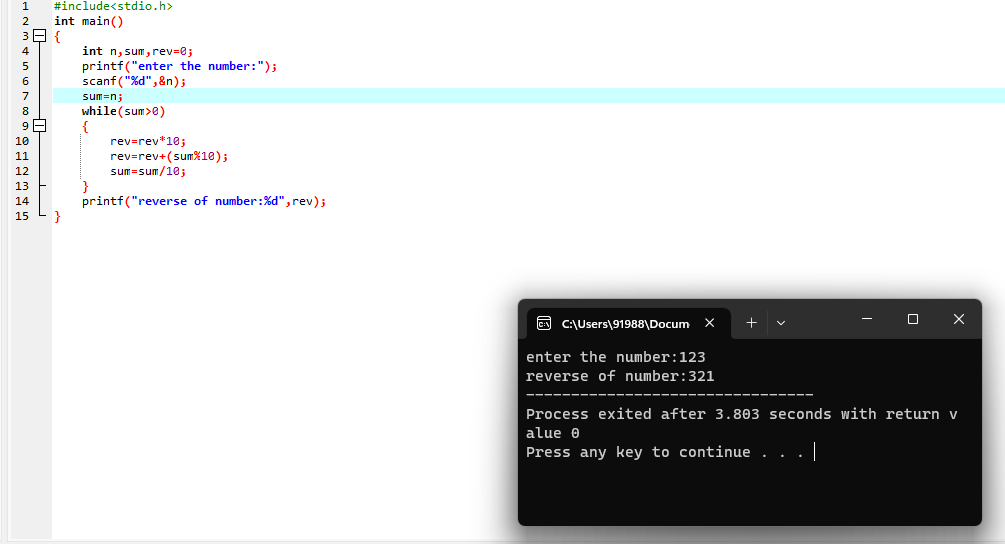 1 #include<stdio.h>
2 int main()
3 {
4 int n,sum,rev=0;
5 printf("enter the number:");
6 scanf("%d",&n);
7 sum=n;
8 while(sum>0)
9 {
10 rev=rev*10;
11 rev=rev+(sum%10);
12 sum=sum/10;
13 }
14 printf("reverse of number:%d",rev);
15 }
C:\Users\91988\Docum
enter the number:123
reverse of number:321
--------------------------------
Process exited after 3.803 seconds with return v
alue 0
Press any key to continue . . .